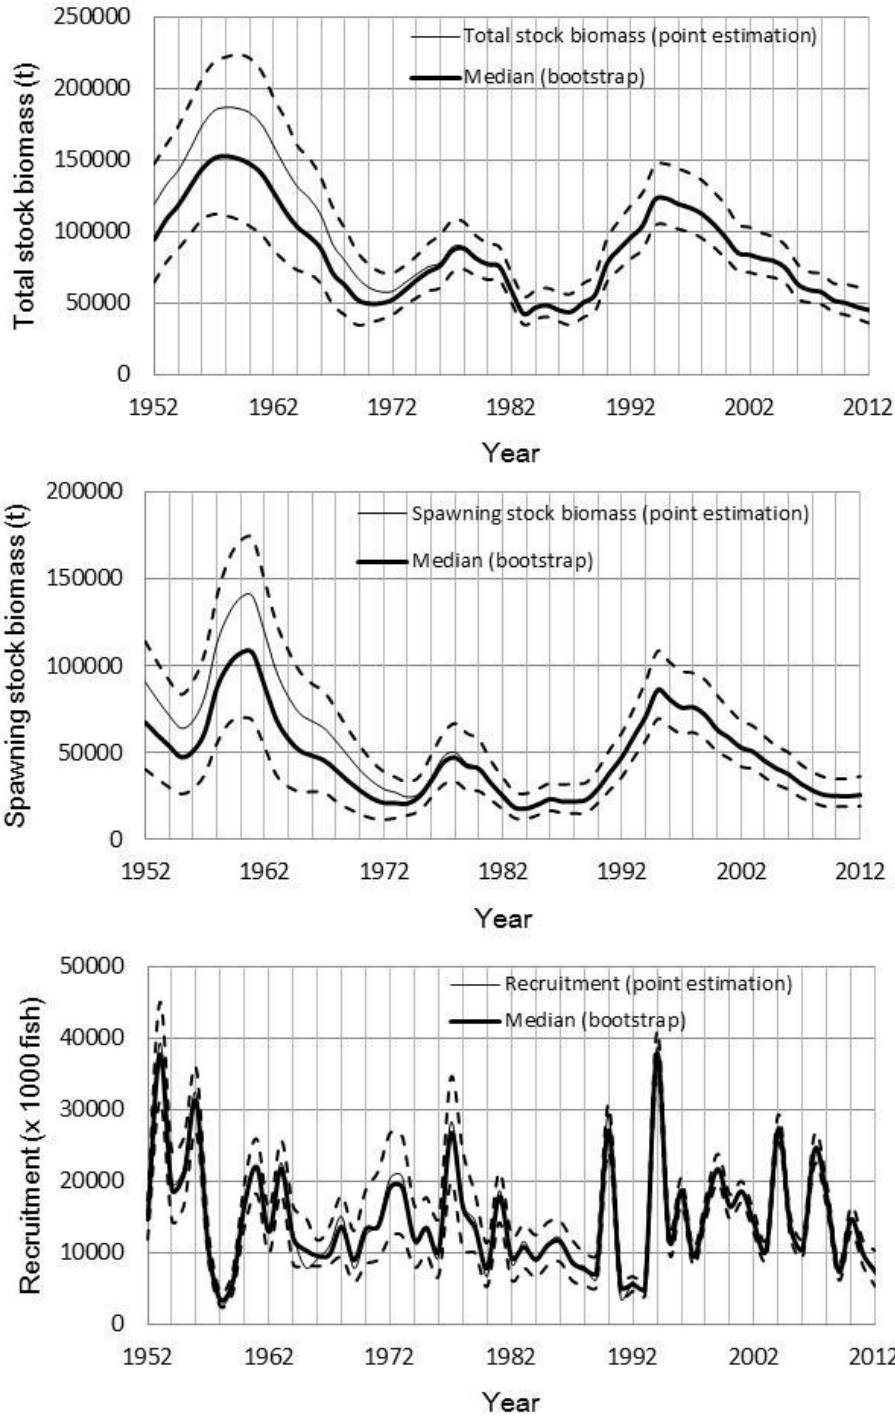 250000
Total stock biomass (point estimation)
200000
Median (bootstrap)
150000
100000
50000
0
Total stock biomass (t)
1952 1962 1972 1982 1992 2002 2012
Year
200000
Spawning stock biomass (point estimation)
150000
Median (bootstrap)
100000
50000
0
Spawning stock biomass (t)
1952 1962 1972 1982 1992 2002 2012
Year
50000
Recruitment (point estimation)
40000
Median (bootstrap)
30000
20000
10000
0
Recruitment (x 1000 fish)
1952 1962 1972 1982 1992 2002 2012
Year